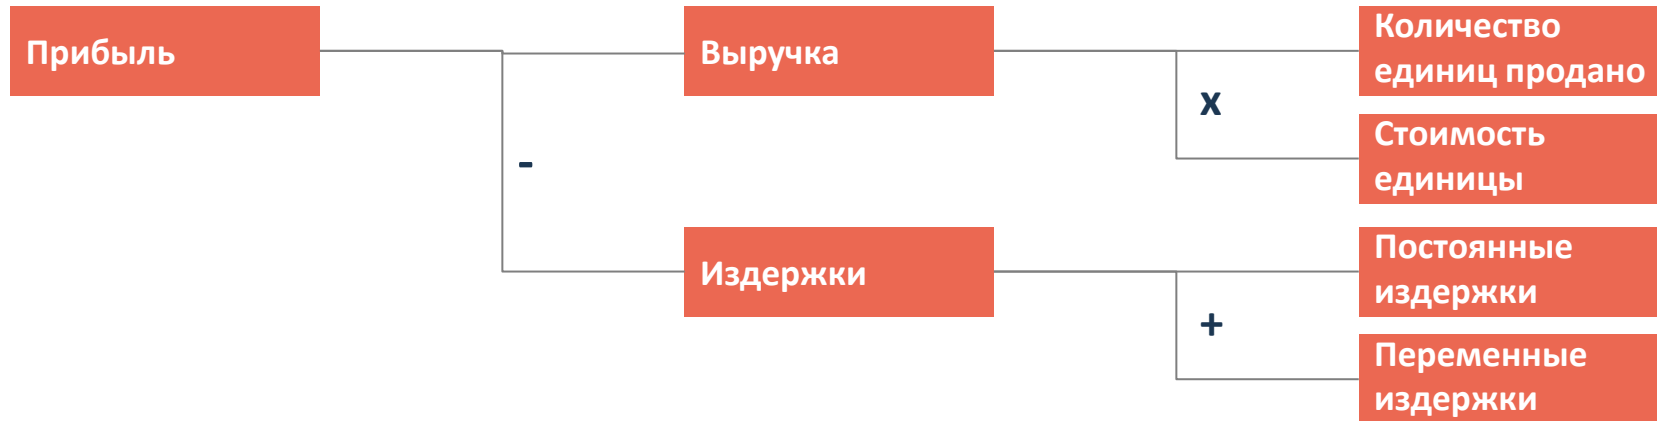 Прибыль
Выручка
Количество
единиц продано
x
Стоимость
единицы
-
Издержки
Постоянные
издержки
+
Переменные
издержки